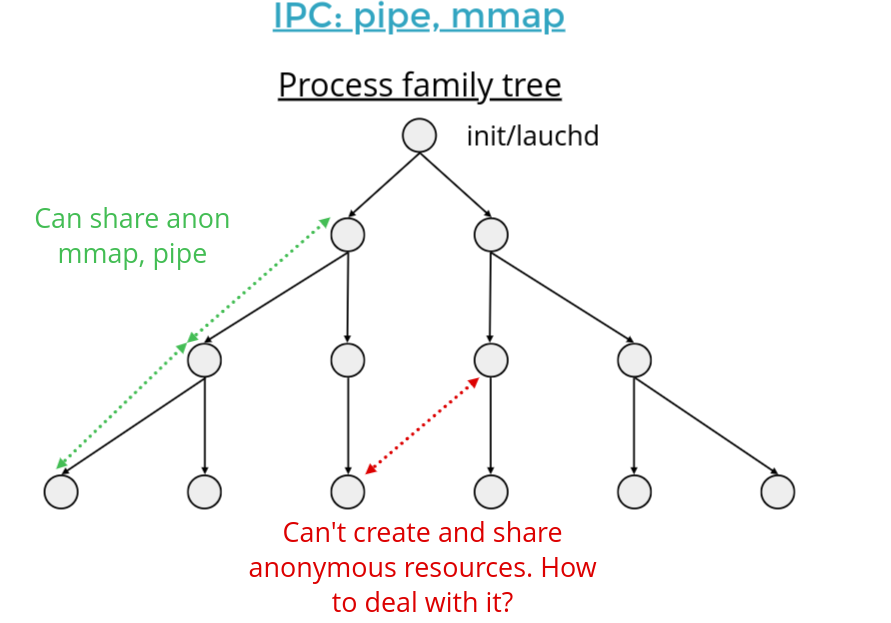 IPC: pipe, mmap
Process family tree
init/lauchd
Can share anon
mmap, pipe
Can't create and share
anonymous resources. How
to deal with it?